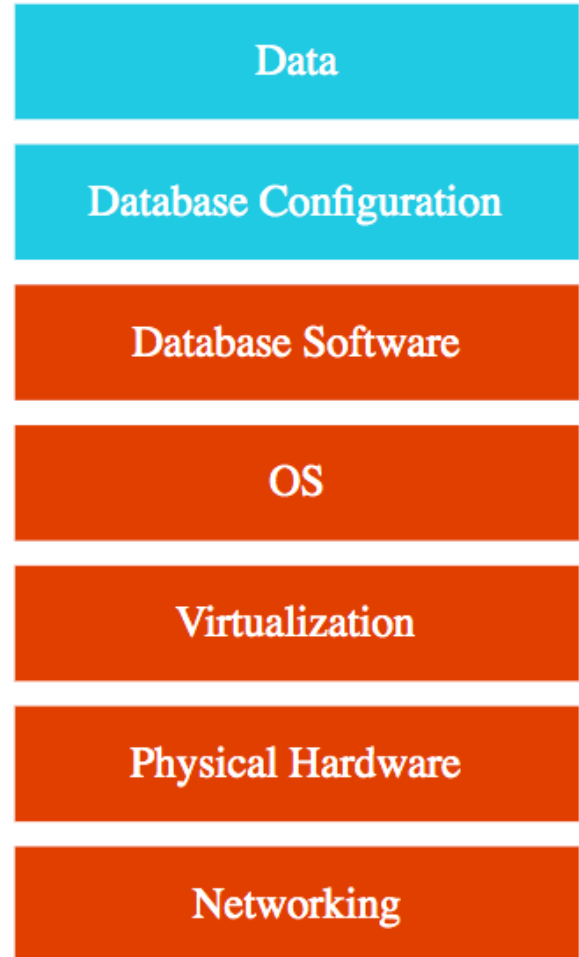 Data
Database Configuration
Database Software
OS
Virtualization
Physical Hardware
Networking